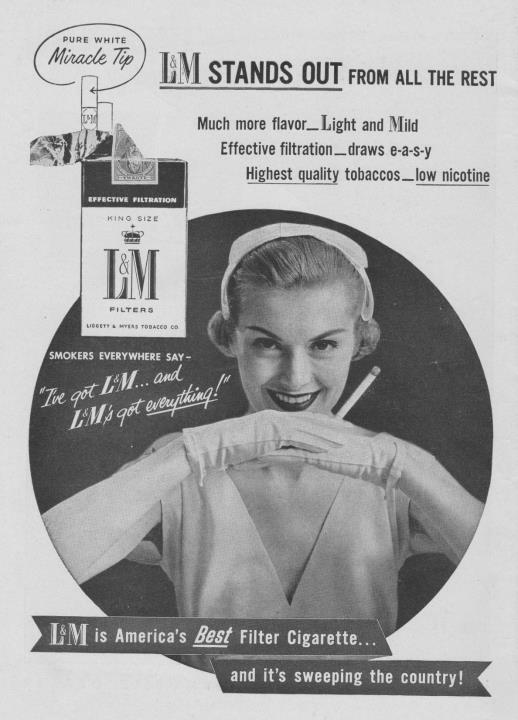 PURE WHITE
Miracle Tip
L&M STANDS OUT FROM ALL THE REST
Much more flavor—Light and Mild
Effective filtration—draws e-a-s-y
Highest quality tobaccos—low nicotine
L&M
EFFECTIVE FILTRATION
KING SIZE
L&M
FILTERS
LIGGETT & MYERS TOBACCO CO.
SMOKERS EVERYWHERE SAY—
"I've got L&M... and
L&M's got everything!"
L&M is America's Best Filter Cigarette...
and it's sweeping the country!